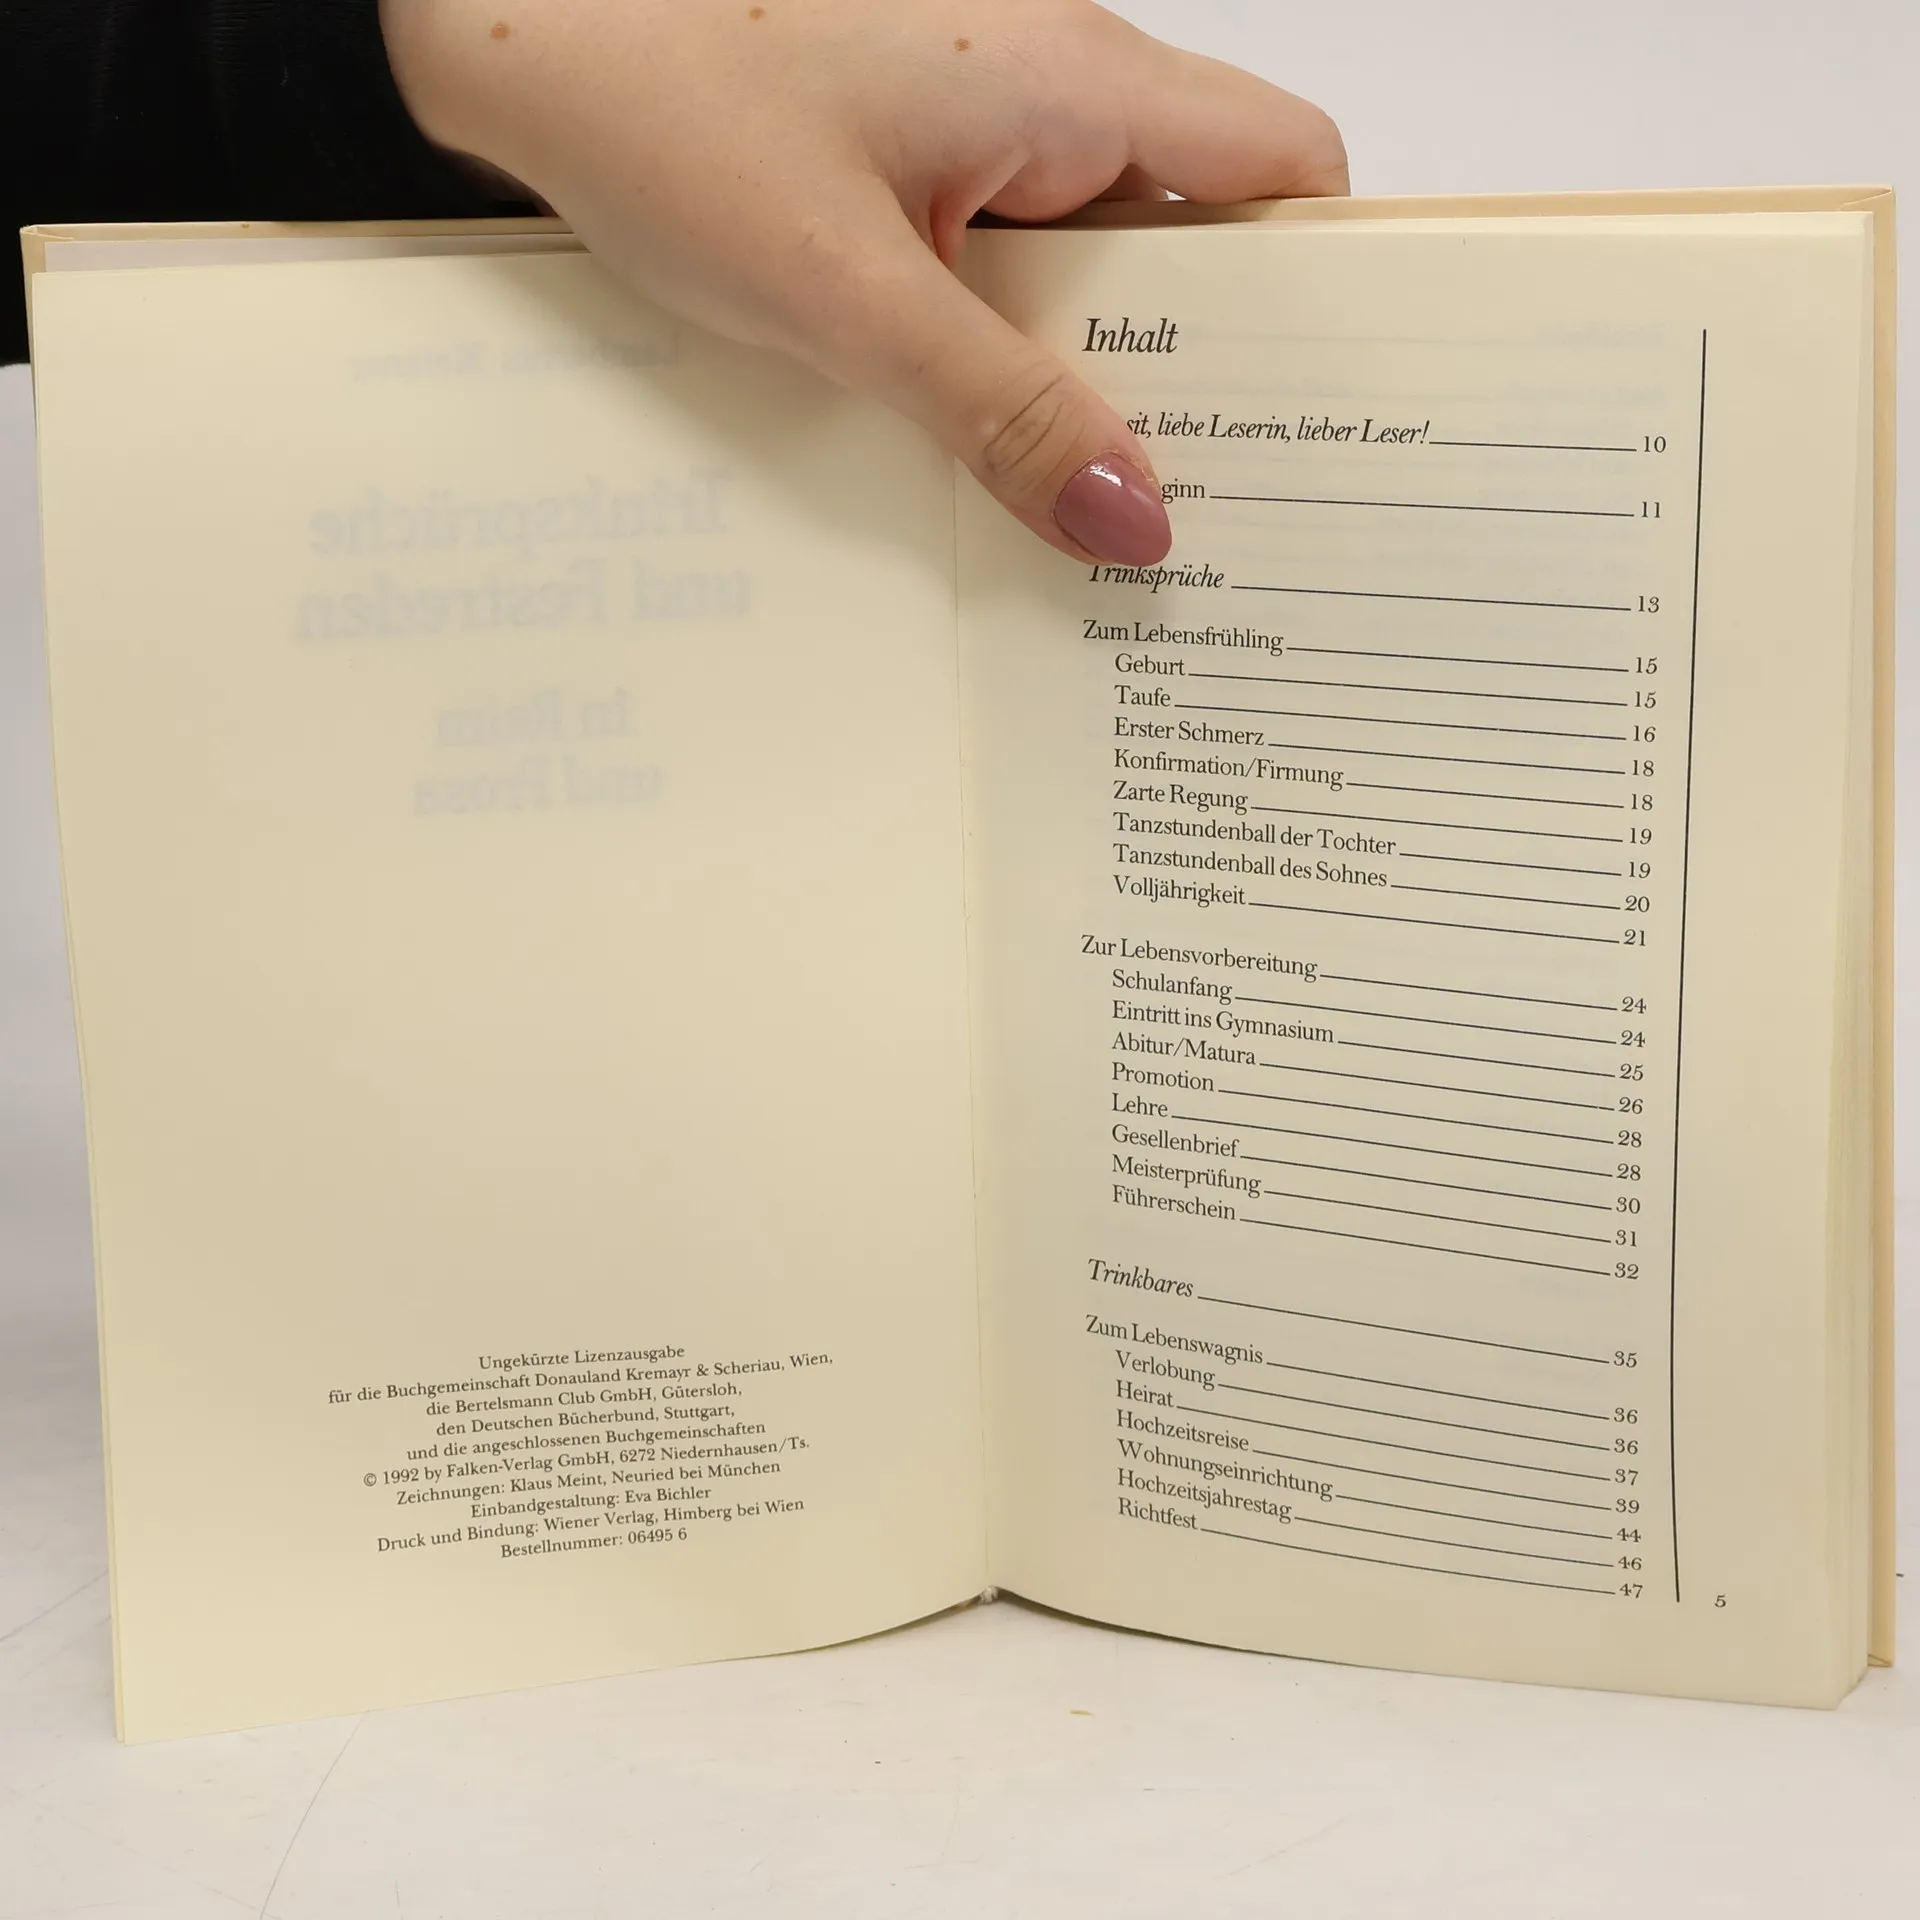 Ungekürzte Lizenzausgabe
für die Buchgemeinschaft Donauland Kremayr & Scheriau, Wien,
die Bertelsmann Club GmbH, Gütersloh,
den Deutschen Bücherbund, Stuttgart,
und die angeschlossenen Buchgemeinschaften
© 1992 by Falken-Verlag GmbH, 6272 Niedernhausen/Ts.
Zeichnungen: Klaus Meint, Neuried bei München
Einbandgestaltung: Eva Bichler
Druck und Bindung: Wiener Verlag, Himberg bei Wien
Bestellnummer: 06495 6
Inhalt
sit, liebe Leserin, lieber Leser! 10
ginn 11
Trinksprüche 13
Zum Lebensfrühling 15
Geburt 15
Taufe 16
Erster Schmerz 18
Konfirmation/Firmung 18
Zarte Regung 19
Tanzstundenball der Tochter 19
Tanzstundenball des Sohnes 20
Volljährigkeit 21
Zur Lebensvorbereitung 24
Schulanfang 24
Eintritt ins Gymnasium 25
Abitur/Matura 26
Promotion 28
Lehre 28
Gesellenbrief 30
Meisterprüfung 31
Führerschein 32
Trinkbares 35
Zum Lebenswagnis 36
Verlobung 36
Heirat 37
Hochzeitsreise 39
Wohnungseinrichtung 44
Hochzeitsjahrestag 46
Richtfest 47
5